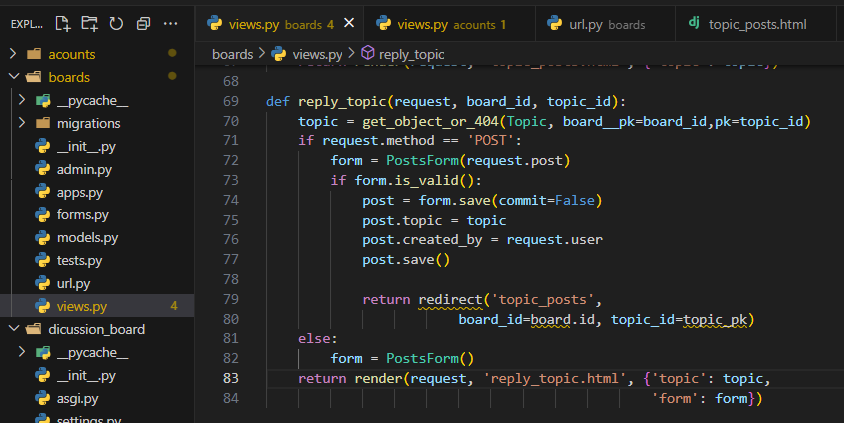 EXPL... 
views.py boards 4
views.py acounts 1
url.py boards
topic_posts.html
boards > views.py > reply_topic
acounts
boards
__pycache__
migrations
__init__.py
admin.py
apps.py
forms.py
models.py
tests.py
url.py
views.py 4
dicussion_board
__pycache__
__init__.py
asgi.py
settings.py
68
69 def reply_topic(request, board_id, topic_id):
70 topic = get_object_or_404(Topic, board__pk=board_id,pk=topic_id)
71 if request.method == 'POST':
72 form = PostsForm(request.post)
73 if form.is_valid():
74 post = form.save(commit=False)
75 post.topic = topic
76 post.created_by = request.user
77 post.save()
78
79 return redirect('topic_posts',
80 board_id=board.id, topic_id=topic_pk)
81 else:
82 form = PostsForm()
83 return render(request, 'reply_topic.html', {'topic': topic,
84 'form': form})